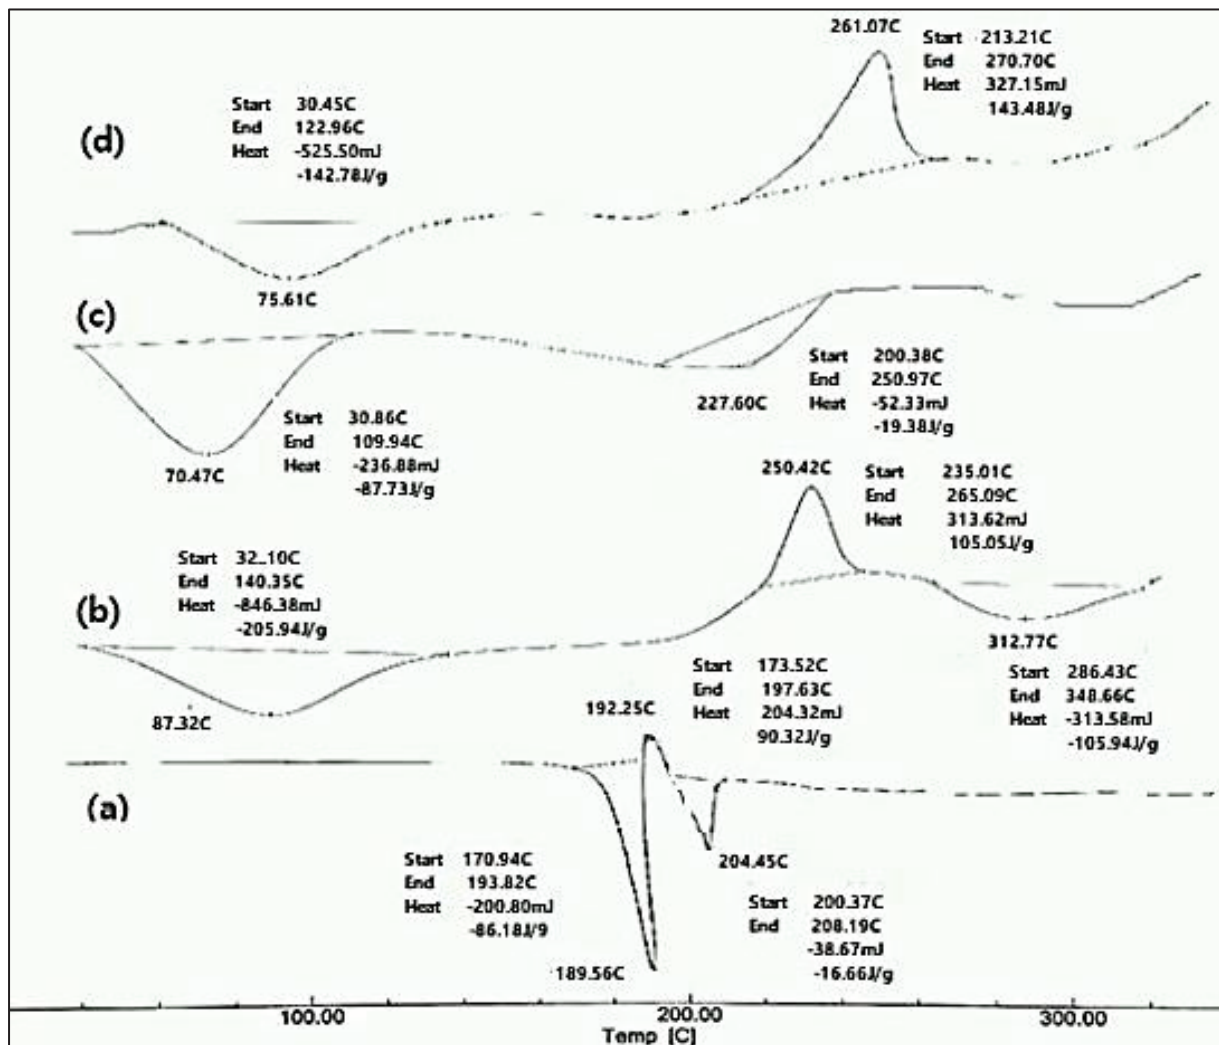 261.07C
Start 213.21C
End 270.70C
Heat 327.15mJ
143.48J/g
(d)
Start 30.45C
End 122.96C
Heat -525.50mJ
-142.78J/g
75.61C
(c)
Start 30.86C
End 109.94C
Heat -236.88mJ
-87.73J/g
70.47C
227.60C
Start 200.38C
End 250.97C
Heat -52.33mJ
-19.38J/g
250.42C
Start 235.01C
End 265.09C
Heat 313.62mJ
105.05J/g
(b)
Start 32..10C
End 140.35C
Heat -846.38mJ
-205.94J/g
87.32C
312.77C
Start 286.43C
End 348.66C
Heat -313.58mJ
-105.94J/g
Start 173.52C
End 197.63C
Heat 204.32mJ
90.32J/g
192.25C
(a)
Start 170.94C
End 193.82C
Heat -200.80mJ
-86.18J/9
189.56C
204.45C
Start 200.37C
End 208.19C
-38.67mJ
-16.66J/g
100.00 200.00 300.00
Temp [C]